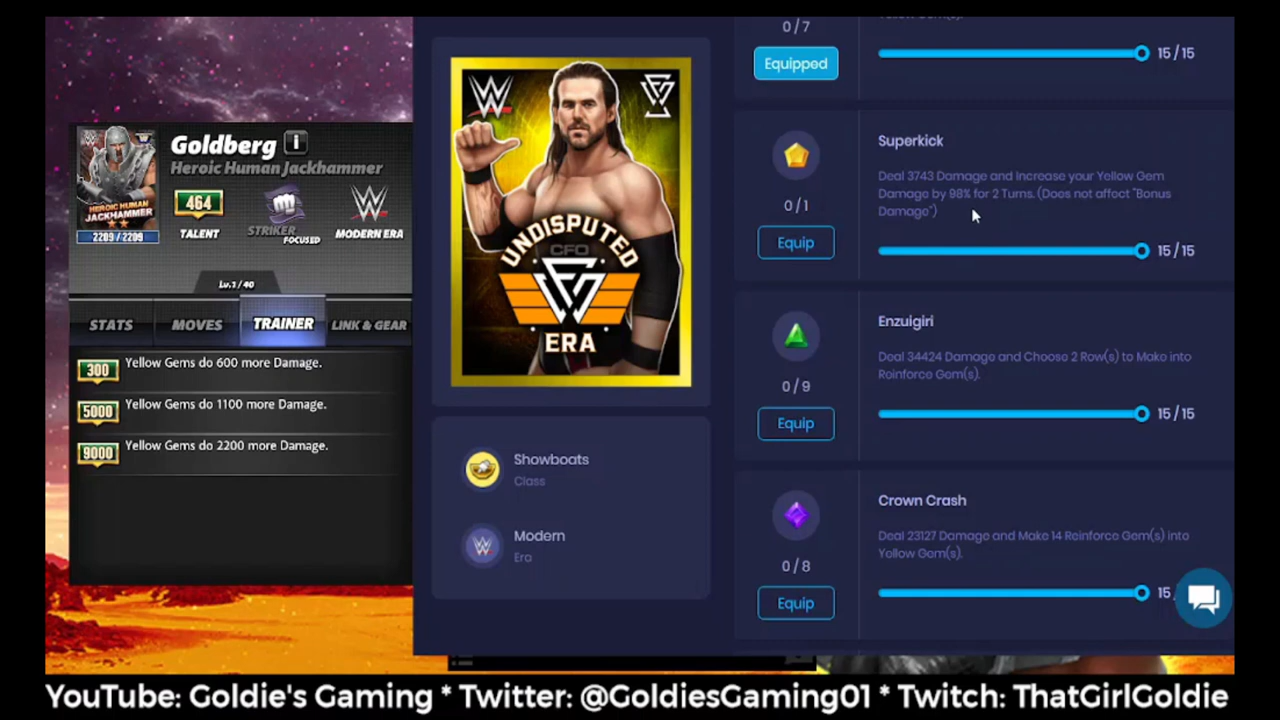 Goldberg i
Heroic Human Jackhammer
HEROIC HUMAN
JACKHAMMER
2289 / 2209
464
TALENT
STRIKER
FOCUSED
MODERN ERA
Lv.1 / 40
STATS
MOVES
TRAINER
LINK & GEAR
300 Yellow Gems do 600 more Damage.
5000 Yellow Gems do 1100 more Damage.
9000 Yellow Gems do 2200 more Damage.
UNDISPUTED
CFO
ERA
Showboats
Class
Modern
Era
0 / 7
Equipped
Yellow Gem(s).
15 / 15
Superkick
Deal 3743 Damage and Increase your Yellow Gem
Damage by 98% for 2 Turns. (Does not affect "Bonus
Damage")
0 / 1
Equip
15 / 15
Enzuigiri
Deal 34424 Damage and Choose 2 Row(s) to Make into
Reinforce Gem(s).
0 / 9
Equip
15 / 15
Crown Crash
Deal 23127 Damage and Make 14 Reinforce Gem(s) into
Yellow Gem(s).
0 / 8
Equip
15
YouTube: Goldie's Gaming * Twitter: @GoldiesGaming01 * Twitch: ThatGirlGoldie